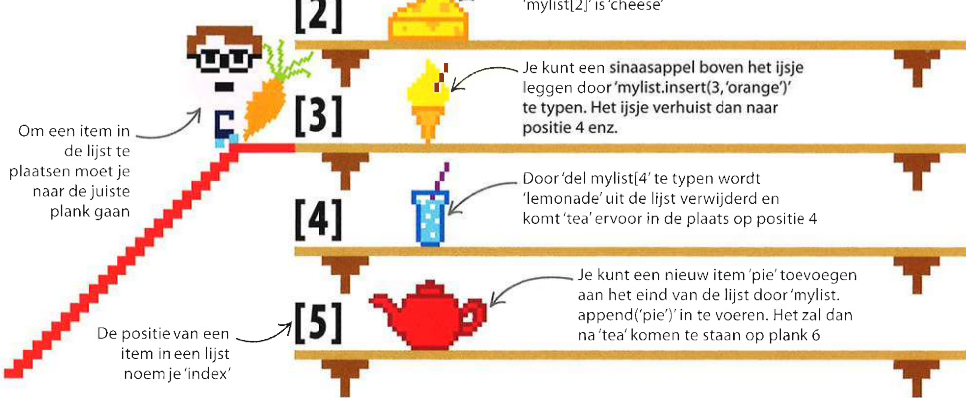 [2]
'mylist[2]' is 'cheese'
[3]
Je kunt een sinaasappel boven het ijsje
leggen door 'mylist.insert(3, 'orange')'
te typen. Het ijsje verhuist dan naar
positie 4 enz.
Om een item in
de lijst te
plaatsen moet je
naar de juiste
plank gaan
[4]
Door 'del mylist[4' te typen wordt
'lemonade' uit de lijst verwijderd en
komt 'tea' ervoor in de plaats op positie 4
[5]
Je kunt een nieuw item 'pie' toevoegen
aan het eind van de lijst door 'mylist.
append('pie')' in te voeren. Het zal dan
na 'tea' komen te staan op plank 6
De positie van een
item in een lijst
noem je 'index'